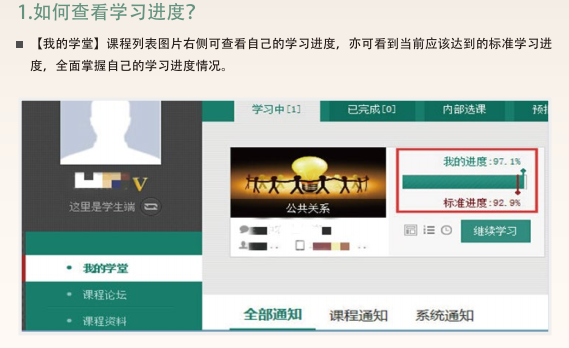 1.如何查看学习进度?
【我的学堂】课程列表图片右侧可查看自己的学习进度，亦可看到当前应该达到的标准学习进
度，全面掌握自己的学习进度情况。
学习中[1] 已完成[0] 内部选课
我的进度:97.1%
公共关系
标准进度:92.9%
V
这里是学生端
继续学习
我的学堂
课程论坛
课程资料
全部通知 课程通知 系统通知